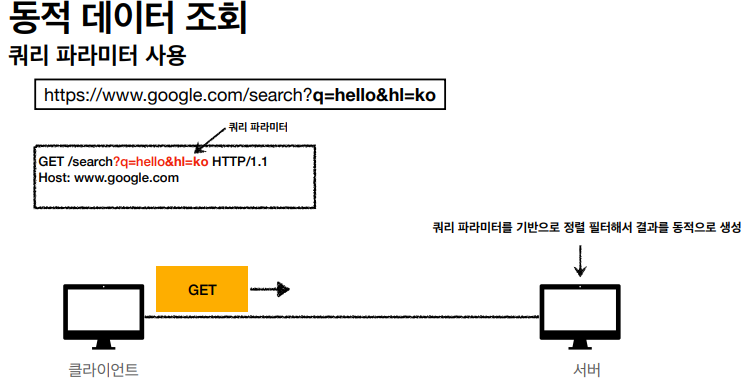 동적 데이터 조회
쿼리 파라미터 사용
https://www.google.com/search?q=hello&hl=ko
쿼리 파라미터
GET /search?q=hello&hl=ko HTTP/1.1
Host: www.google.com
쿼리 파라미터를 기반으로 정렬 필터해서 결과를 동적으로 생성
GET
클라이언트
서버